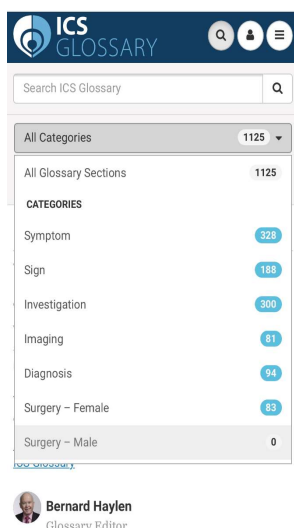 ICS
GLOSSARY
Search ICS Glossary
All Categories 1125
All Glossary Sections 1125
CATEGORIES
Symptom 328
Sign 188
Investigation 300
Imaging 81
Diagnosis 94
Surgery – Female 83
Surgery – Male 0
ICS Glossary
Bernard Haylen
Glossary Editor